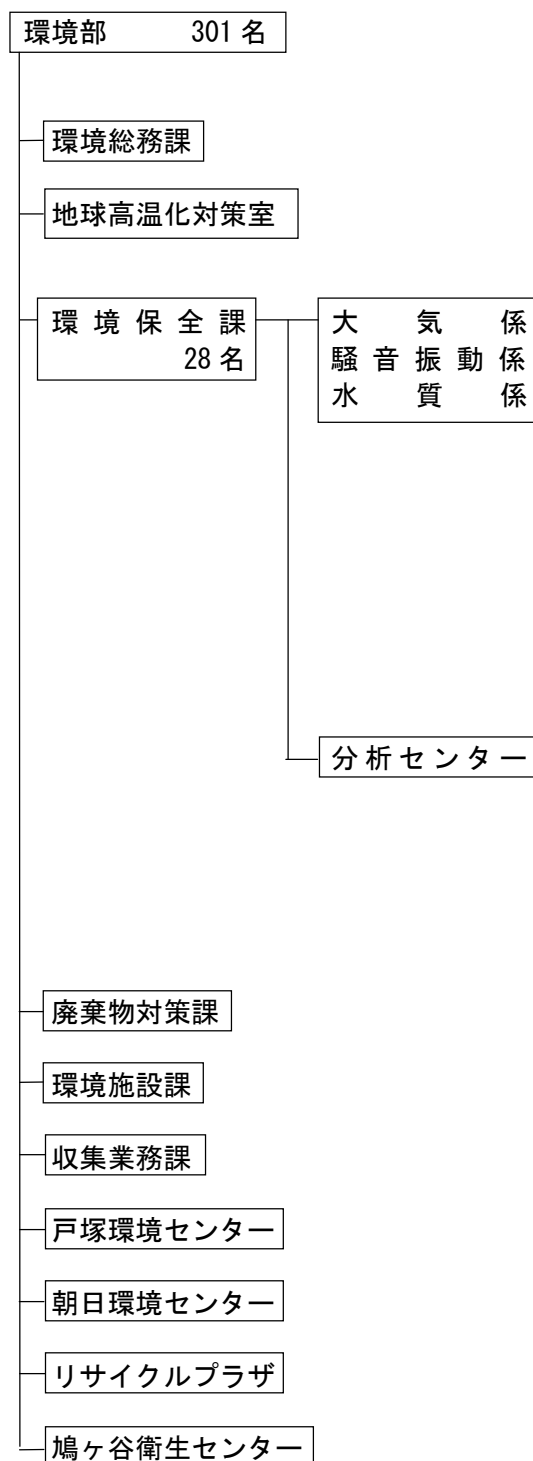 環境部 301名
環境総務課
地球高温化対策室
環境保全課
28名
大気係
騒音振動係
水質係
分析センター
廃棄物対策課
環境施設課
収集業務課
戸塚環境センター
朝日環境センター
リサイクルプラザ
鳩ヶ谷衛生センター